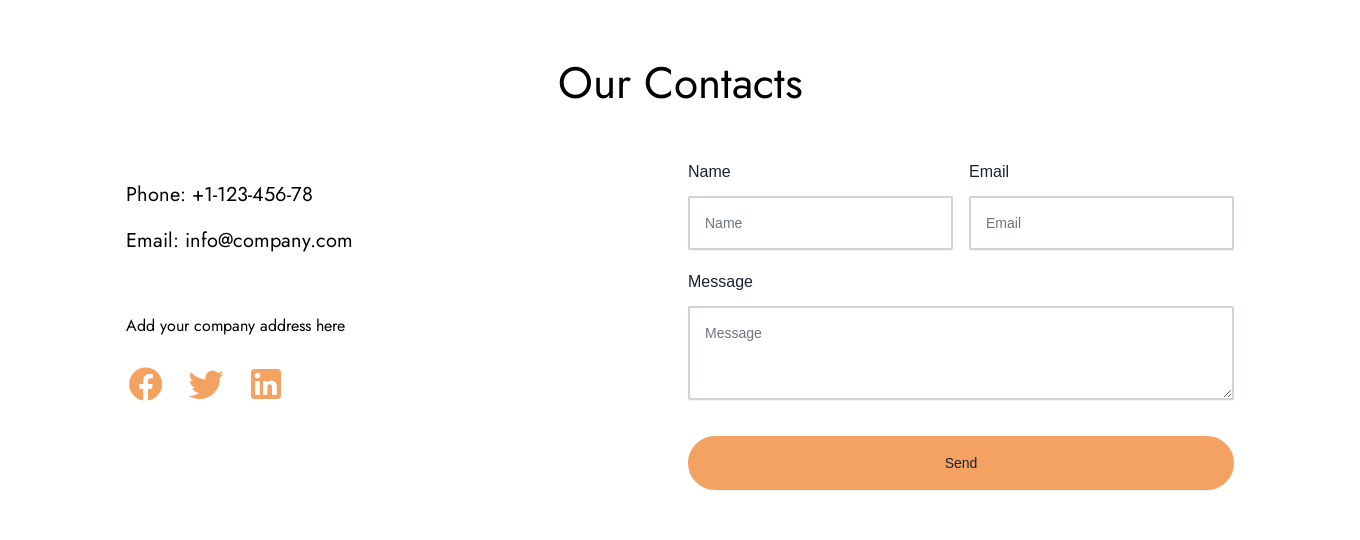 Our Contacts
Phone: +1-123-456-78
Email: info@company.com
Add your company address here
Name
Email
Name
Email
Message
Message
Send